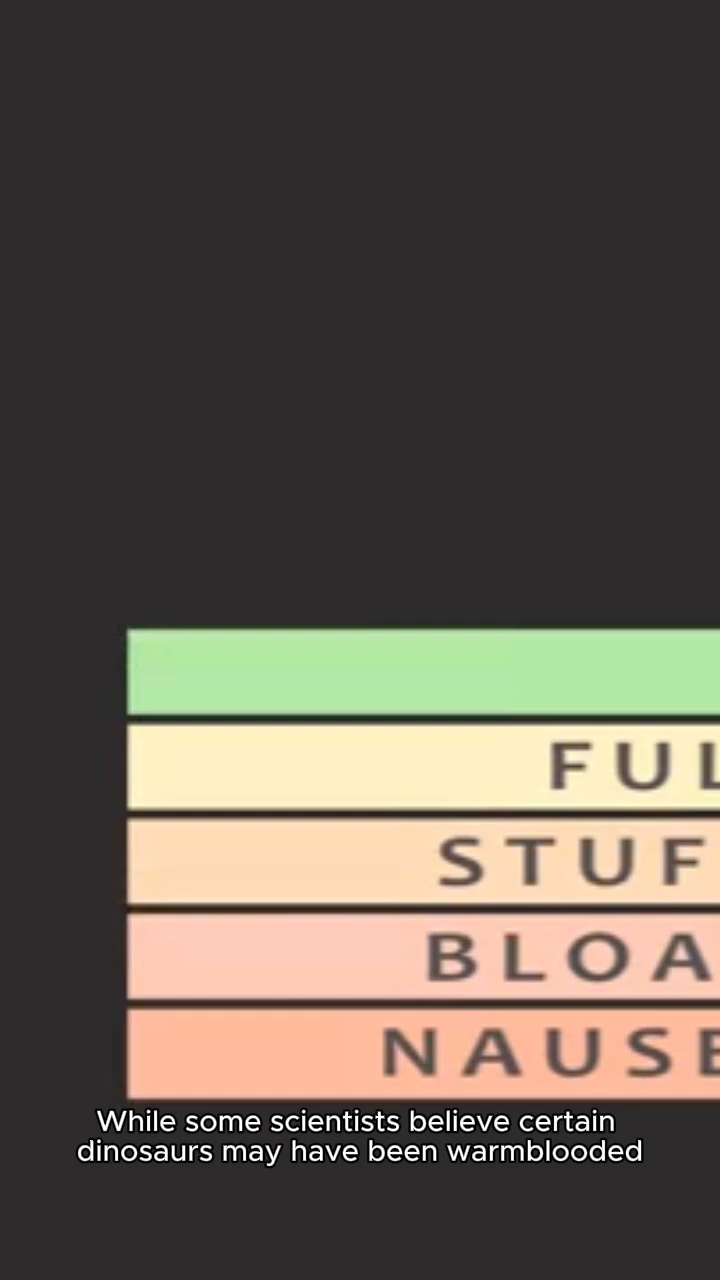 FUL
STUF
BLOA
NAUSE
While some scientists believe certain
dinosaurs may have been warmblooded